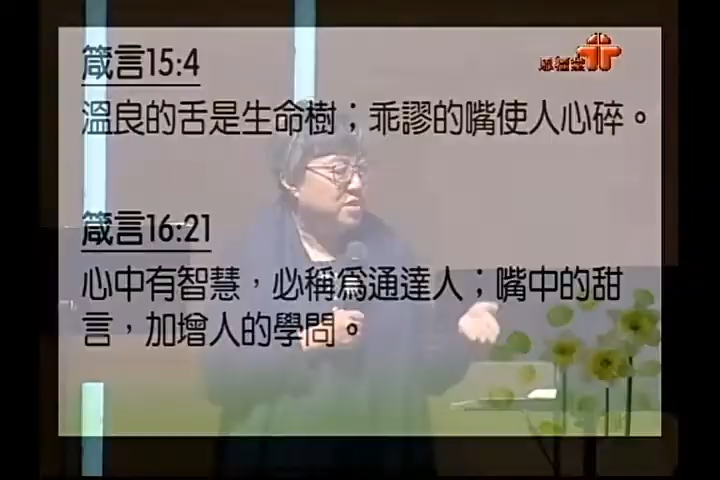 箴言15:4
溫良的舌是生命樹；乖謬的嘴使人心碎。
箴言16:21
心中有智慧，必稱為通達人；嘴中的甜
言，加增人的學問。